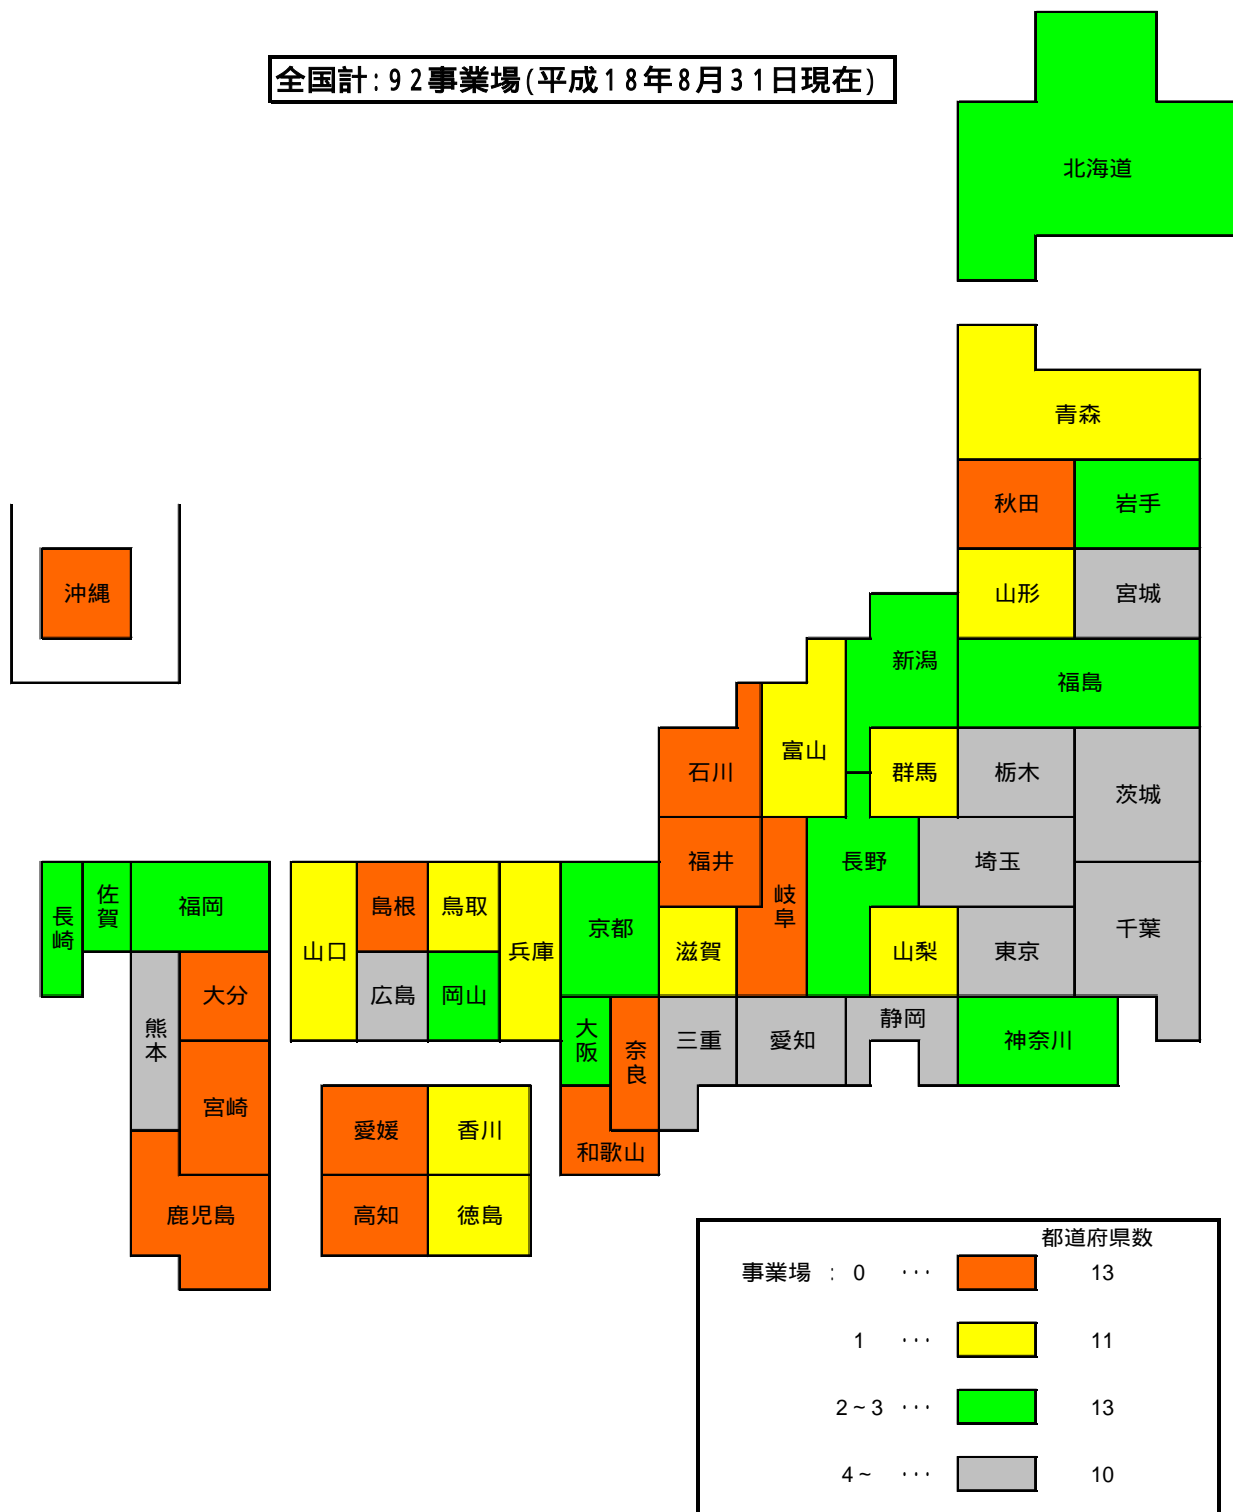 全国計:92事業場(平成18年8月31日現在)
北海道
青森
秋田
岩手
沖縄
山形
宮城
新潟
福島
富山
石川
群馬
栃木
茨城
福井
長野
埼玉
岐阜
長崎
佐賀
福岡
島根
鳥取
山口
兵庫
京都
滋賀
山梨
東京
千葉
熊本
大分
広島
岡山
大阪
奈良
三重
愛知
静岡
神奈川
宮崎
愛媛
香川
和歌山
鹿児島
高知
徳島
都道府県数
事業場 : 0 ··· 13
1 ··· 11
2~3 ··· 13
4~ ··· 10